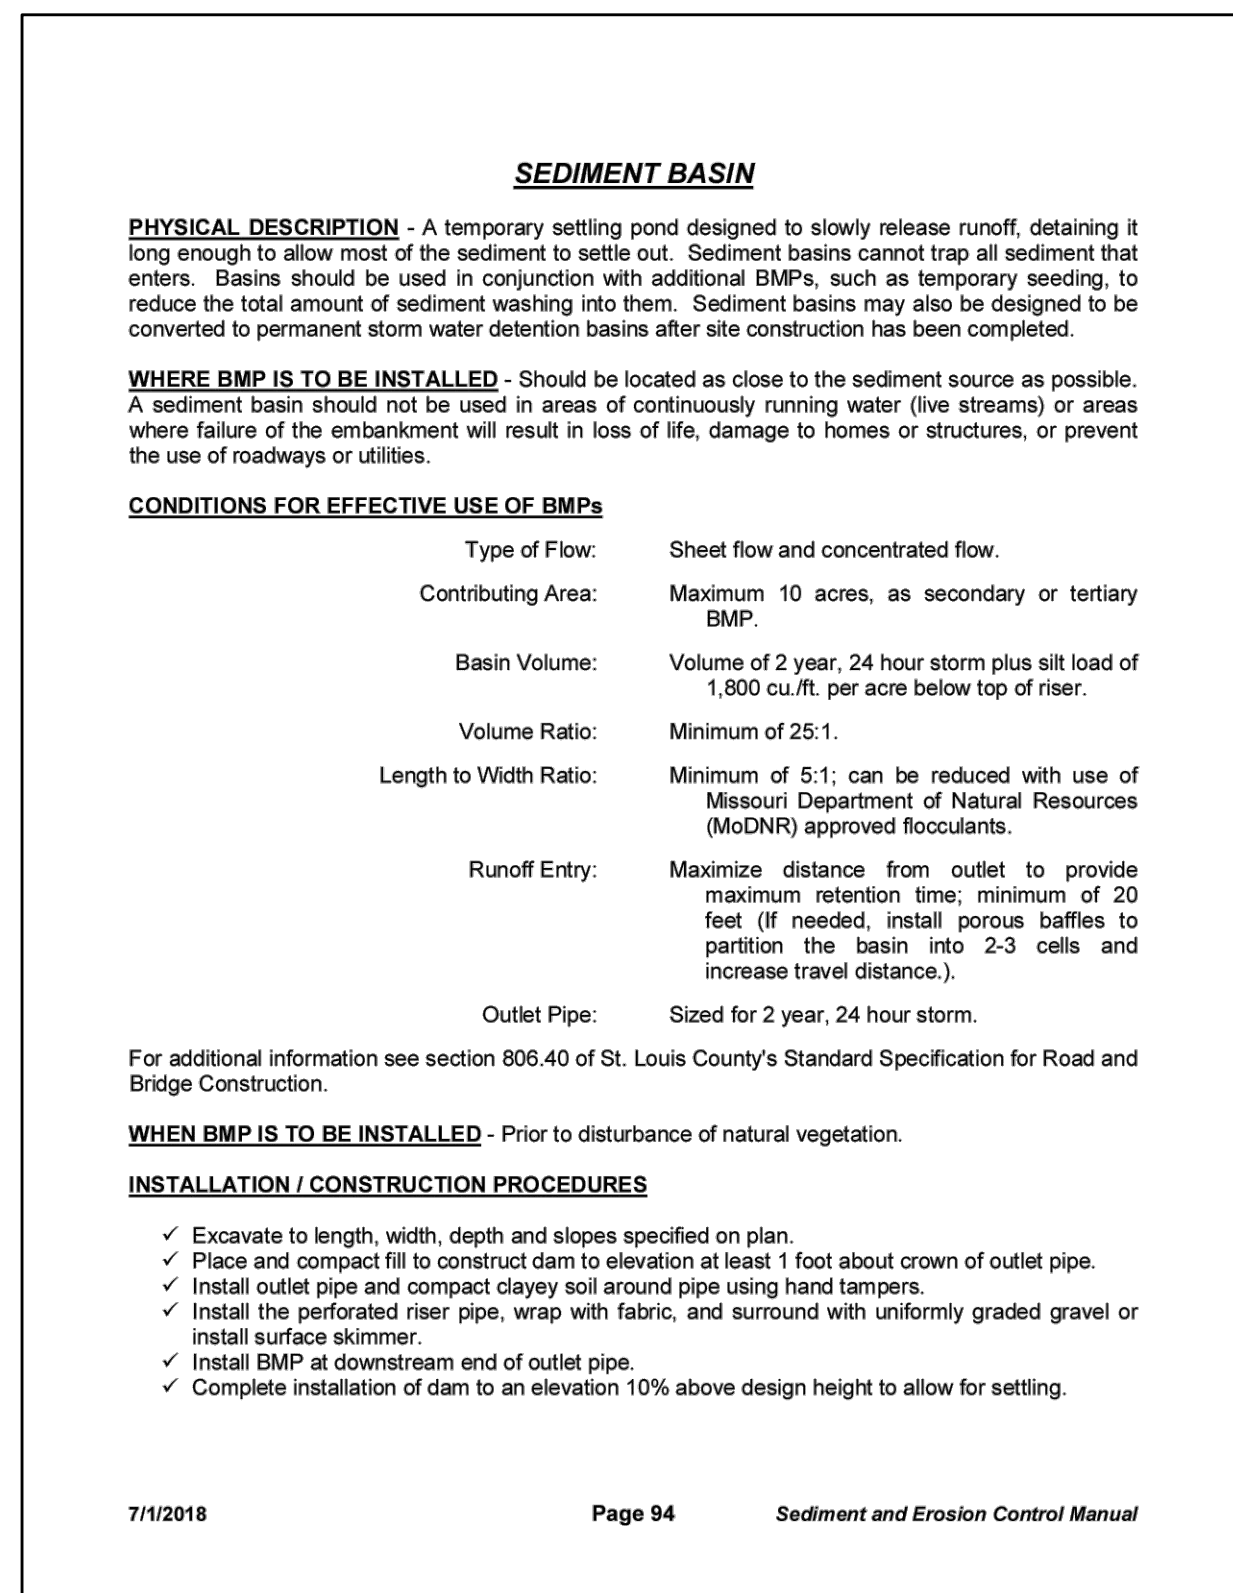 SEDIMENT BASIN
PHYSICAL DESCRIPTION - A temporary settling pond designed to slowly release runoff, detaining it
long enough to allow most of the sediment to settle out. Sediment basins cannot trap all sediment that
enters. Basins should be used in conjunction with additional BMPs, such as temporary seeding, to
reduce the total amount of sediment washing into them. Sediment basins may also be designed to be
converted to permanent storm water detention basins after site construction has been completed.
WHERE BMP IS TO BE INSTALLED - Should be located as close to the sediment source as possible.
A sediment basin should not be used in areas of continuously running water (live streams) or areas
where failure of the embankment will result in loss of life, damage to homes or structures, or prevent
the use of roadways or utilities.
CONDITIONS FOR EFFECTIVE USE OF BMPs
Type of Flow: Sheet flow and concentrated flow.
Contributing Area: Maximum 10 acres, as secondary or tertiary
BMP.
Basin Volume: Volume of 2 year, 24 hour storm plus silt load of
1,800 cu./ft. per acre below top of riser.
Volume Ratio: Minimum of 25:1.
Length to Width Ratio: Minimum of 5:1; can be reduced with use of
Missouri Department of Natural Resources
(MoDNR) approved flocculants.
Runoff Entry: Maximize distance from outlet to provide
maximum retention time; minimum of 20
feet (If needed, install porous baffles to
partition the basin into 2-3 cells and
increase travel distance.).
Outlet Pipe: Sized for 2 year, 24 hour storm.
For additional information see section 806.40 of St. Louis County's Standard Specification for Road and
Bridge Construction.
WHEN BMP IS TO BE INSTALLED - Prior to disturbance of natural vegetation.
INSTALLATION / CONSTRUCTION PROCEDURES
✓ Excavate to length, width, depth and slopes specified on plan.
✓ Place and compact fill to construct dam to elevation at least 1 foot about crown of outlet pipe.
✓ Install outlet pipe and compact clayey soil around pipe using hand tampers.
✓ Install the perforated riser pipe, wrap with fabric, and surround with uniformly graded gravel or
install surface skimmer.
✓ Install BMP at downstream end of outlet pipe.
✓ Complete installation of dam to an elevation 10% above design height to allow for settling.
7/1/2018 Page 94 Sediment and Erosion Control Manual